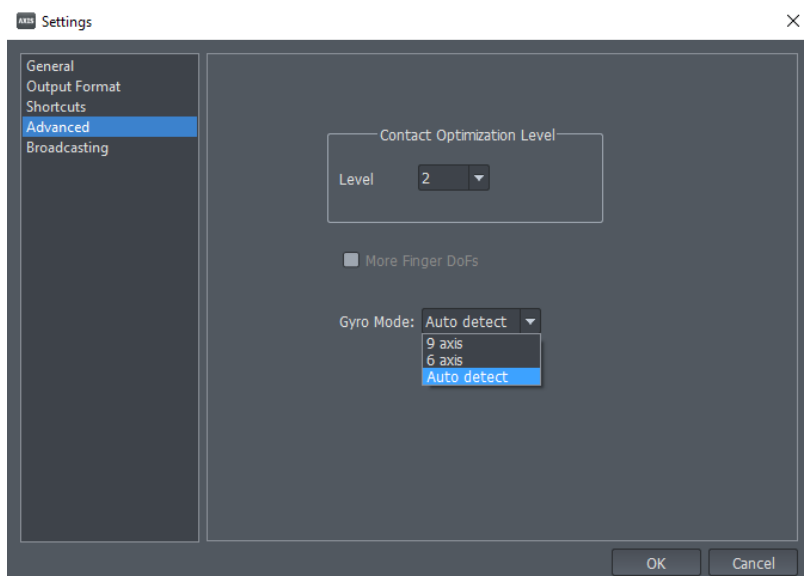 AXIS Settings
General
Output Format
Shortcuts
Advanced
Broadcasting
Contact Optimization Level
Level 2
More Finger DoFs
Gyro Mode: Auto detect
9 axis
6 axis
Auto detect
OK Cancel